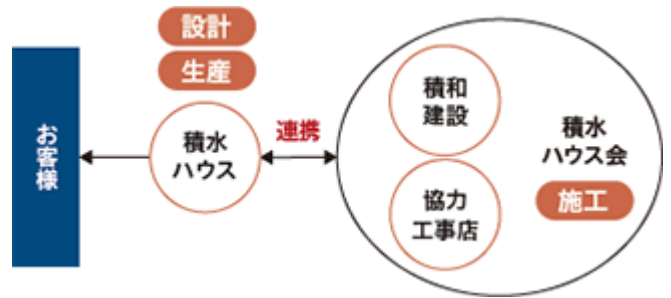 お客様
設計
生産
積水
ハウス
連携
積和
建設
協力
工事店
積水
ハウス会
施工